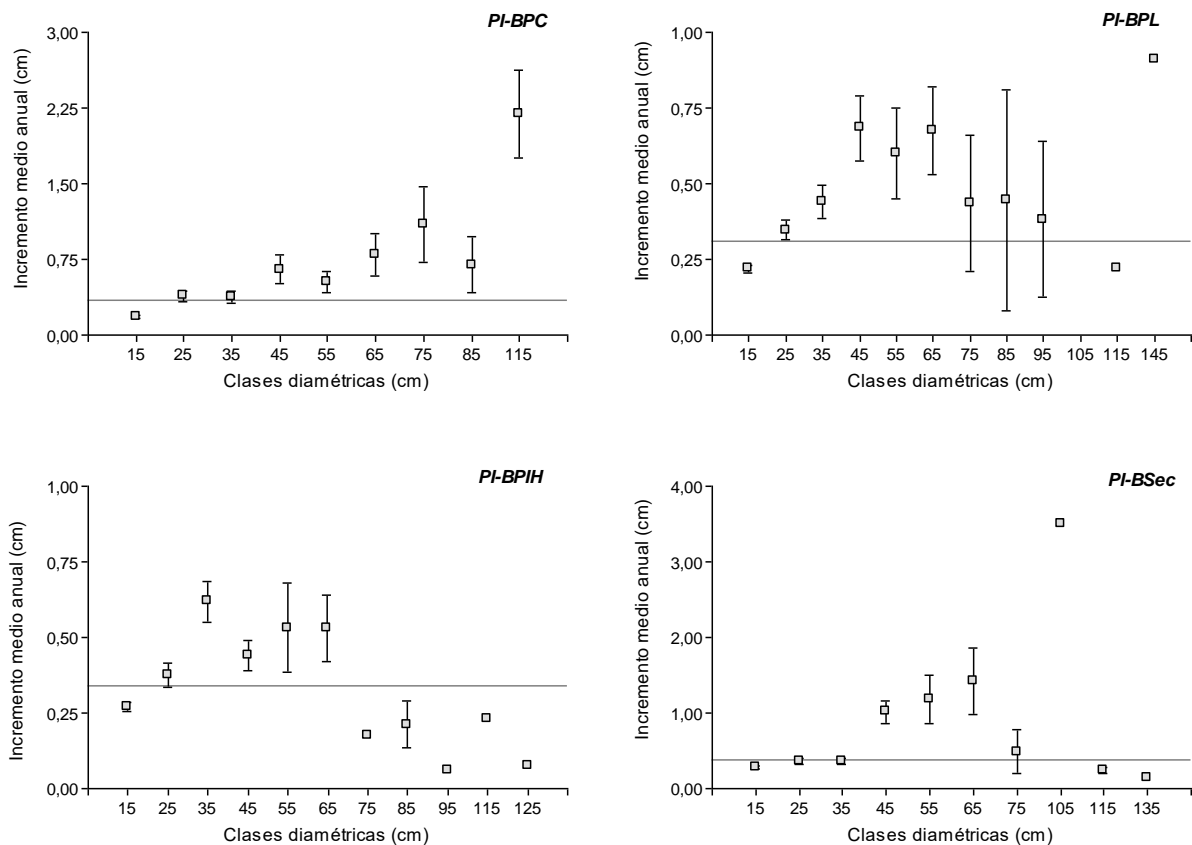 PI-BPC
Incremento medio anual (cm)
3,00
2,25
1,50
0,75
0,00
15 25 35 45 55 65 75 85 115
Clases diamétricas (cm)
PI-BPL
Incremento medio anual (cm)
1,00
0,75
0,50
0,25
0,00
15 25 35 45 55 65 75 85 95 105 115 145
Clases diamétricas (cm)
PI-BPIH
Incremento medio anual (cm)
1,00
0,75
0,50
0,25
0,00
15 25 35 45 55 65 75 85 95 115 125
Clases diamétricas (cm)
PI-BSec
Incremento medio anual (cm)
4,00
3,00
2,00
1,00
0,00
15 25 35 45 55 65 75 105 115 135
Clases diamétricas (cm)